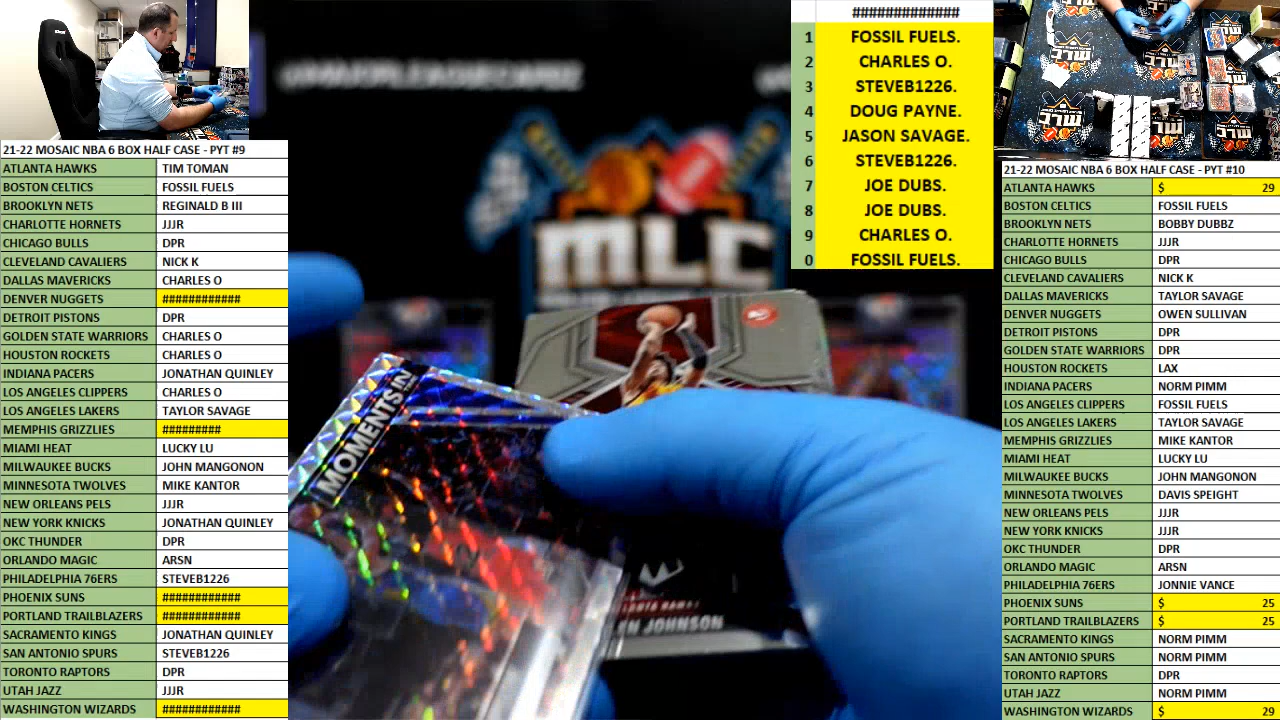 21-22 MOSAIC NBA 6 BOX HALF CASE - PYT #9
ATLANTA HAWKS TIM TOMAN
BOSTON CELTICS FOSSIL FUELS
BROOKLYN NETS REGINALD B III
CHARLOTTE HORNETS JJJR
CHICAGO BULLS DPR
CLEVELAND CAVALIERS NICK K
DALLAS MAVERICKS CHARLES O
DENVER NUGGETS ############
DETROIT PISTONS DPR
GOLDEN STATE WARRIORS CHARLES O
HOUSTON ROCKETS CHARLES O
INDIANA PACERS JONATHAN QUINLEY
LOS ANGELES CLIPPERS CHARLES O
LOS ANGELES LAKERS TAYLOR SAVAGE
MEMPHIS GRIZZLIES #########
MIAMI HEAT LUCKY LU
MILWAUKEE BUCKS JOHN MANGONON
MINNESOTA TWOLVES MIKE KANTOR
NEW ORLEANS PELS JJJR
NEW YORK KNICKS JONATHAN QUINLEY
OKC THUNDER DPR
ORLANDO MAGIC ARSN
PHILADELPHIA 76ERS STEVEB1226
PHOENIX SUNS ############
PORTLAND TRAILBLAZERS ############
SACRAMENTO KINGS JONATHAN QUINLEY
SAN ANTONIO SPURS STEVEB1226
TORONTO RAPTORS DPR
UTAH JAZZ JJJR
WASHINGTON WIZARDS ############
MLC
MOMENTS IN
EN JOHNSON
#############
1 FOSSIL FUELS.
2 CHARLES O.
3 STEVEB1226.
4 DOUG PAYNE.
5 JASON SAVAGE.
6 STEVEB1226.
7 JOE DUBS.
8 JOE DUBS.
9 CHARLES O.
0 FOSSIL FUELS.
MLC
21-22 MOSAIC NBA 6 BOX HALF CASE - PYT #10
ATLANTA HAWKS $ 29
BOSTON CELTICS FOSSIL FUELS
BROOKLYN NETS BOBBY DUBBZ
CHARLOTTE HORNETS JJJR
CHICAGO BULLS DPR
CLEVELAND CAVALIERS NICK K
DALLAS MAVERICKS TAYLOR SAVAGE
DENVER NUGGETS OWEN SULLIVAN
DETROIT PISTONS DPR
GOLDEN STATE WARRIORS DPR
HOUSTON ROCKETS LAX
INDIANA PACERS NORM PIMM
LOS ANGELES CLIPPERS FOSSIL FUELS
LOS ANGELES LAKERS TAYLOR SAVAGE
MEMPHIS GRIZZLIES MIKE KANTOR
MIAMI HEAT LUCKY LU
MILWAUKEE BUCKS JOHN MANGONON
MINNESOTA TWOLVES DAVIS SPEIGHT
NEW ORLEANS PELS JJJR
NEW YORK KNICKS JJJR
OKC THUNDER DPR
ORLANDO MAGIC ARSN
PHILADELPHIA 76ERS JONNIE VANCE
PHOENIX SUNS $ 25
PORTLAND TRAILBLAZERS $ 25
SACRAMENTO KINGS NORM PIMM
SAN ANTONIO SPURS NORM PIMM
TORONTO RAPTORS DPR
UTAH JAZZ NORM PIMM
WASHINGTON WIZARDS $ 29